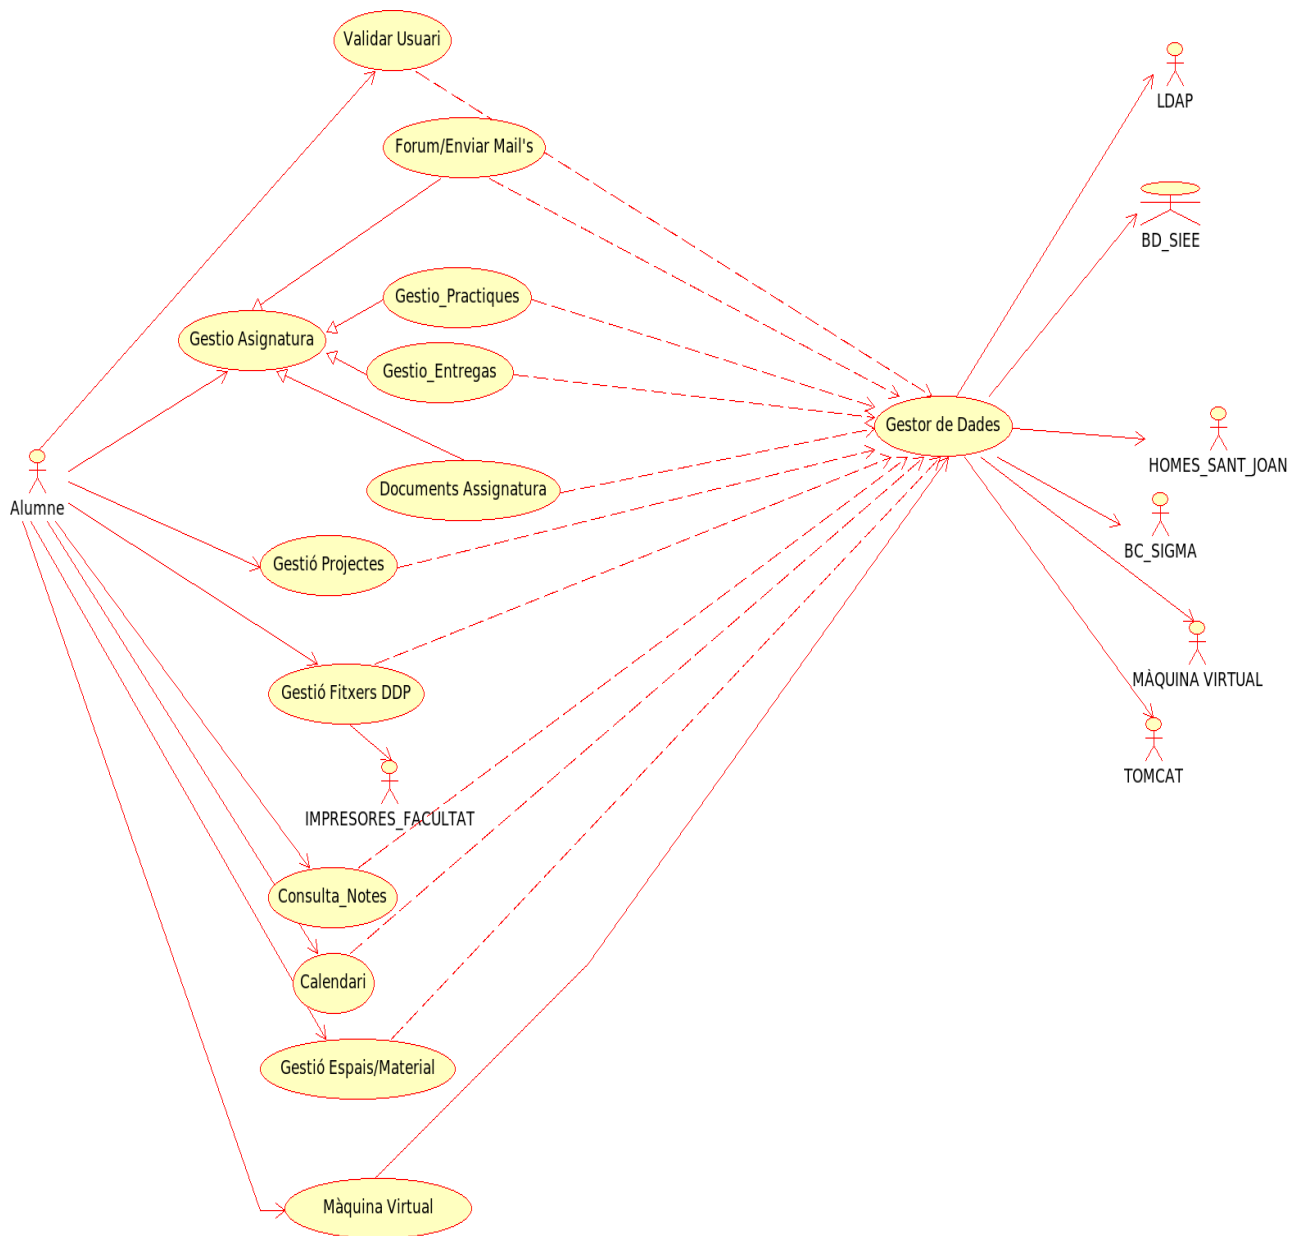 Validar Usuari
LDAP
Forum/Enviar Mail's
BD_SIEE
Gestio_Practiques
Gestio Asignatura
Gestio_Entregas
Gestor de Dades
HOMES_SANT_JOAN
Documents Assignatura
Alumne
BC_SIGMA
Gestió Projectes
MÀQUINA VIRTUAL
Gestió Fitxers DDP
TOMCAT
IMPRESORES_FACULTAT
Consulta_Notes
Calendari
Gestió Espais/Material
Màquina Virtual